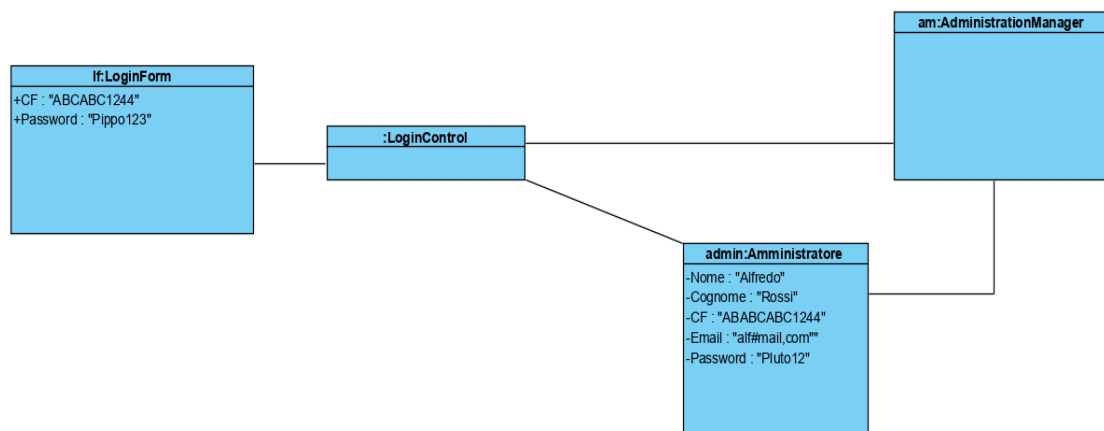 am:AdministrationManager
lf:LoginForm
+CF : "ABCABC1244"
+Password : "Pippo123"
:LoginControl
admin:Amministratore
-Nome : "Alfredo"
-Cognome : "Rossi"
-CF : "ABABCABC1244"
-Email : "alf#mail,com""
-Password : "Pluto12"